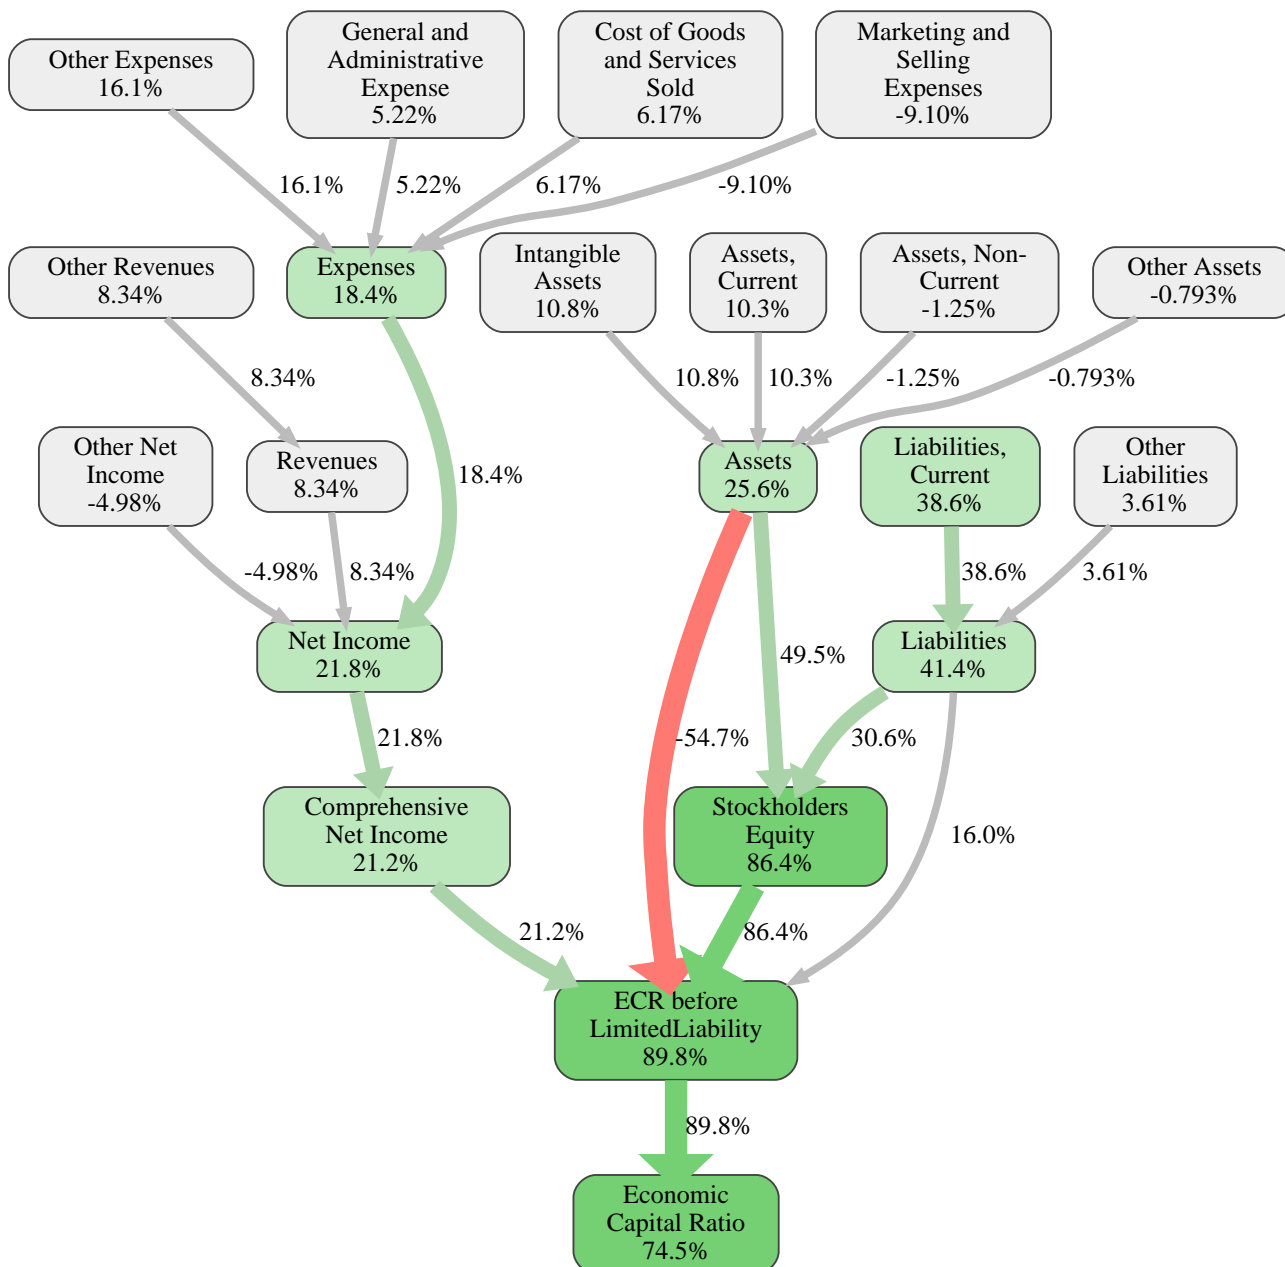 Other Expenses
16.1%
General and
Administrative
Expense
5.22%
Cost of Goods
and Services
Sold
6.17%
Marketing and
Selling
Expenses
-9.10%
16.1%
5.22%
6.17%
-9.10%
Other Revenues
8.34%
Expenses
18.4%
Intangible
Assets
10.8%
Assets,
Current
10.3%
Assets, Non-
Current
-1.25%
Other Assets
-0.793%
8.34%
10.8%
10.3%
-1.25%
-0.793%
Other Net
Income
-4.98%
Revenues
8.34%
18.4%
Assets
25.6%
Liabilities,
Current
38.6%
Other
Liabilities
3.61%
-4.98%
8.34%
38.6%
3.61%
Net Income
21.8%
49.5%
Liabilities
41.4%
21.8%
-54.7%
30.6%
Comprehensive
Net Income
21.2%
Stockholders
Equity
86.4%
16.0%
21.2%
86.4%
ECR before
LimitedLiability
89.8%
89.8%
Economic
Capital Ratio
74.5%